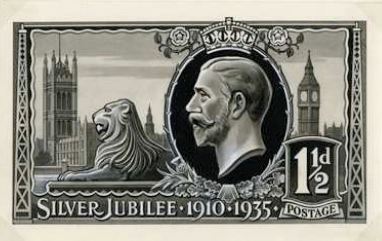 1½d
SILVER JUBILEE · 1910 · 1935 ·
POSTAGE